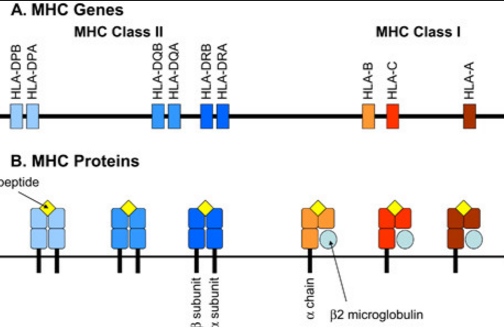 A. MHC Genes
MHC Class II
MHC Class I
HLA-DPB
HLA-DPA
HLA-DQB
HLA-DQA
HLA-DRB
HLA-DRA
HLA-B
HLA-C
HLA-A
B. MHC Proteins
peptide
β subunit
α subunit
α chain
β2 microglobulin